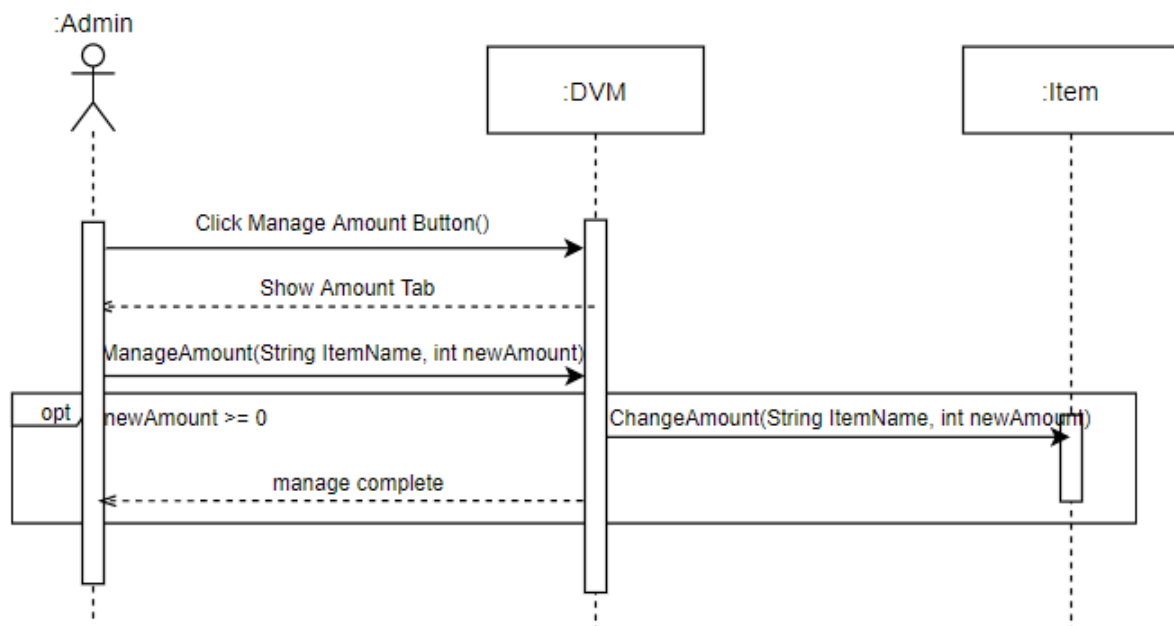 :Admin
:DVM
:Item
Click Manage Amount Button()
Show Amount Tab
ManageAmount(String ItemName, int newAmount)
opt
newAmount >= 0
ChangeAmount(String ItemName, int newAmount)
manage complete